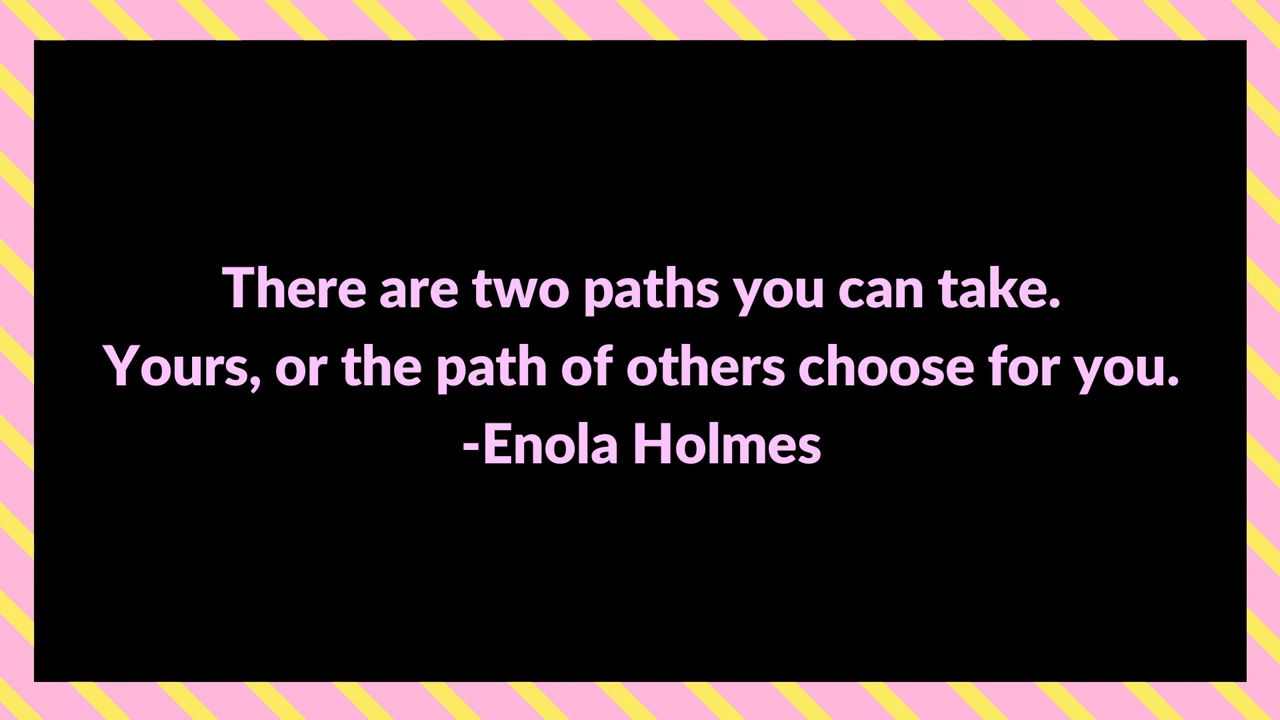 There are two paths you can take.
Yours, or the path of others choose for you.
-Enola Holmes